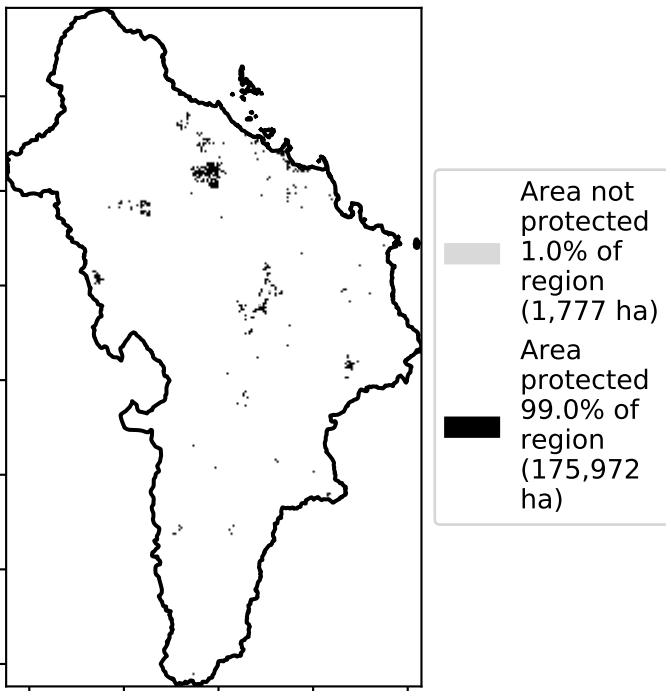 Area not
protected
1.0% of
region
(1,777 ha)
Area
protected
99.0% of
region
(175,972
ha)